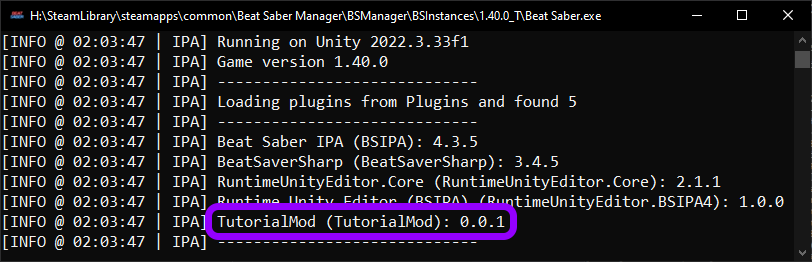 H:\SteamLibrary\steamapps\common\Beat Saber Manager\BSManager\BSInstances\1.40.0_T\Beat Saber.exe
[INFO @ 02:03:47 | IPA] Running on Unity 2022.3.33f1
[INFO @ 02:03:47 | IPA] Game version 1.40.0
[INFO @ 02:03:47 | IPA] -----------------------------
[INFO @ 02:03:47 | IPA] Loading plugins from Plugins and found 5
[INFO @ 02:03:47 | IPA] -----------------------------
[INFO @ 02:03:47 | IPA] Beat Saber IPA (BSIPA): 4.3.5
[INFO @ 02:03:47 | IPA] BeatSaverSharp (BeatSaverSharp): 3.4.5
[INFO @ 02:03:47 | IPA] RuntimeUnityEditor.Core (RuntimeUnityEditor.Core): 2.1.1
[INFO @ 02:03:47 | IPA] Runtime Unity Editor (BSIPA) (RuntimeUnityEditor.BSIPA4): 1.0.0
[INFO @ 02:03:47 | IPA] TutorialMod (TutorialMod): 0.0.1
[INFO @ 02:03:47 | IPA] -----------------------------